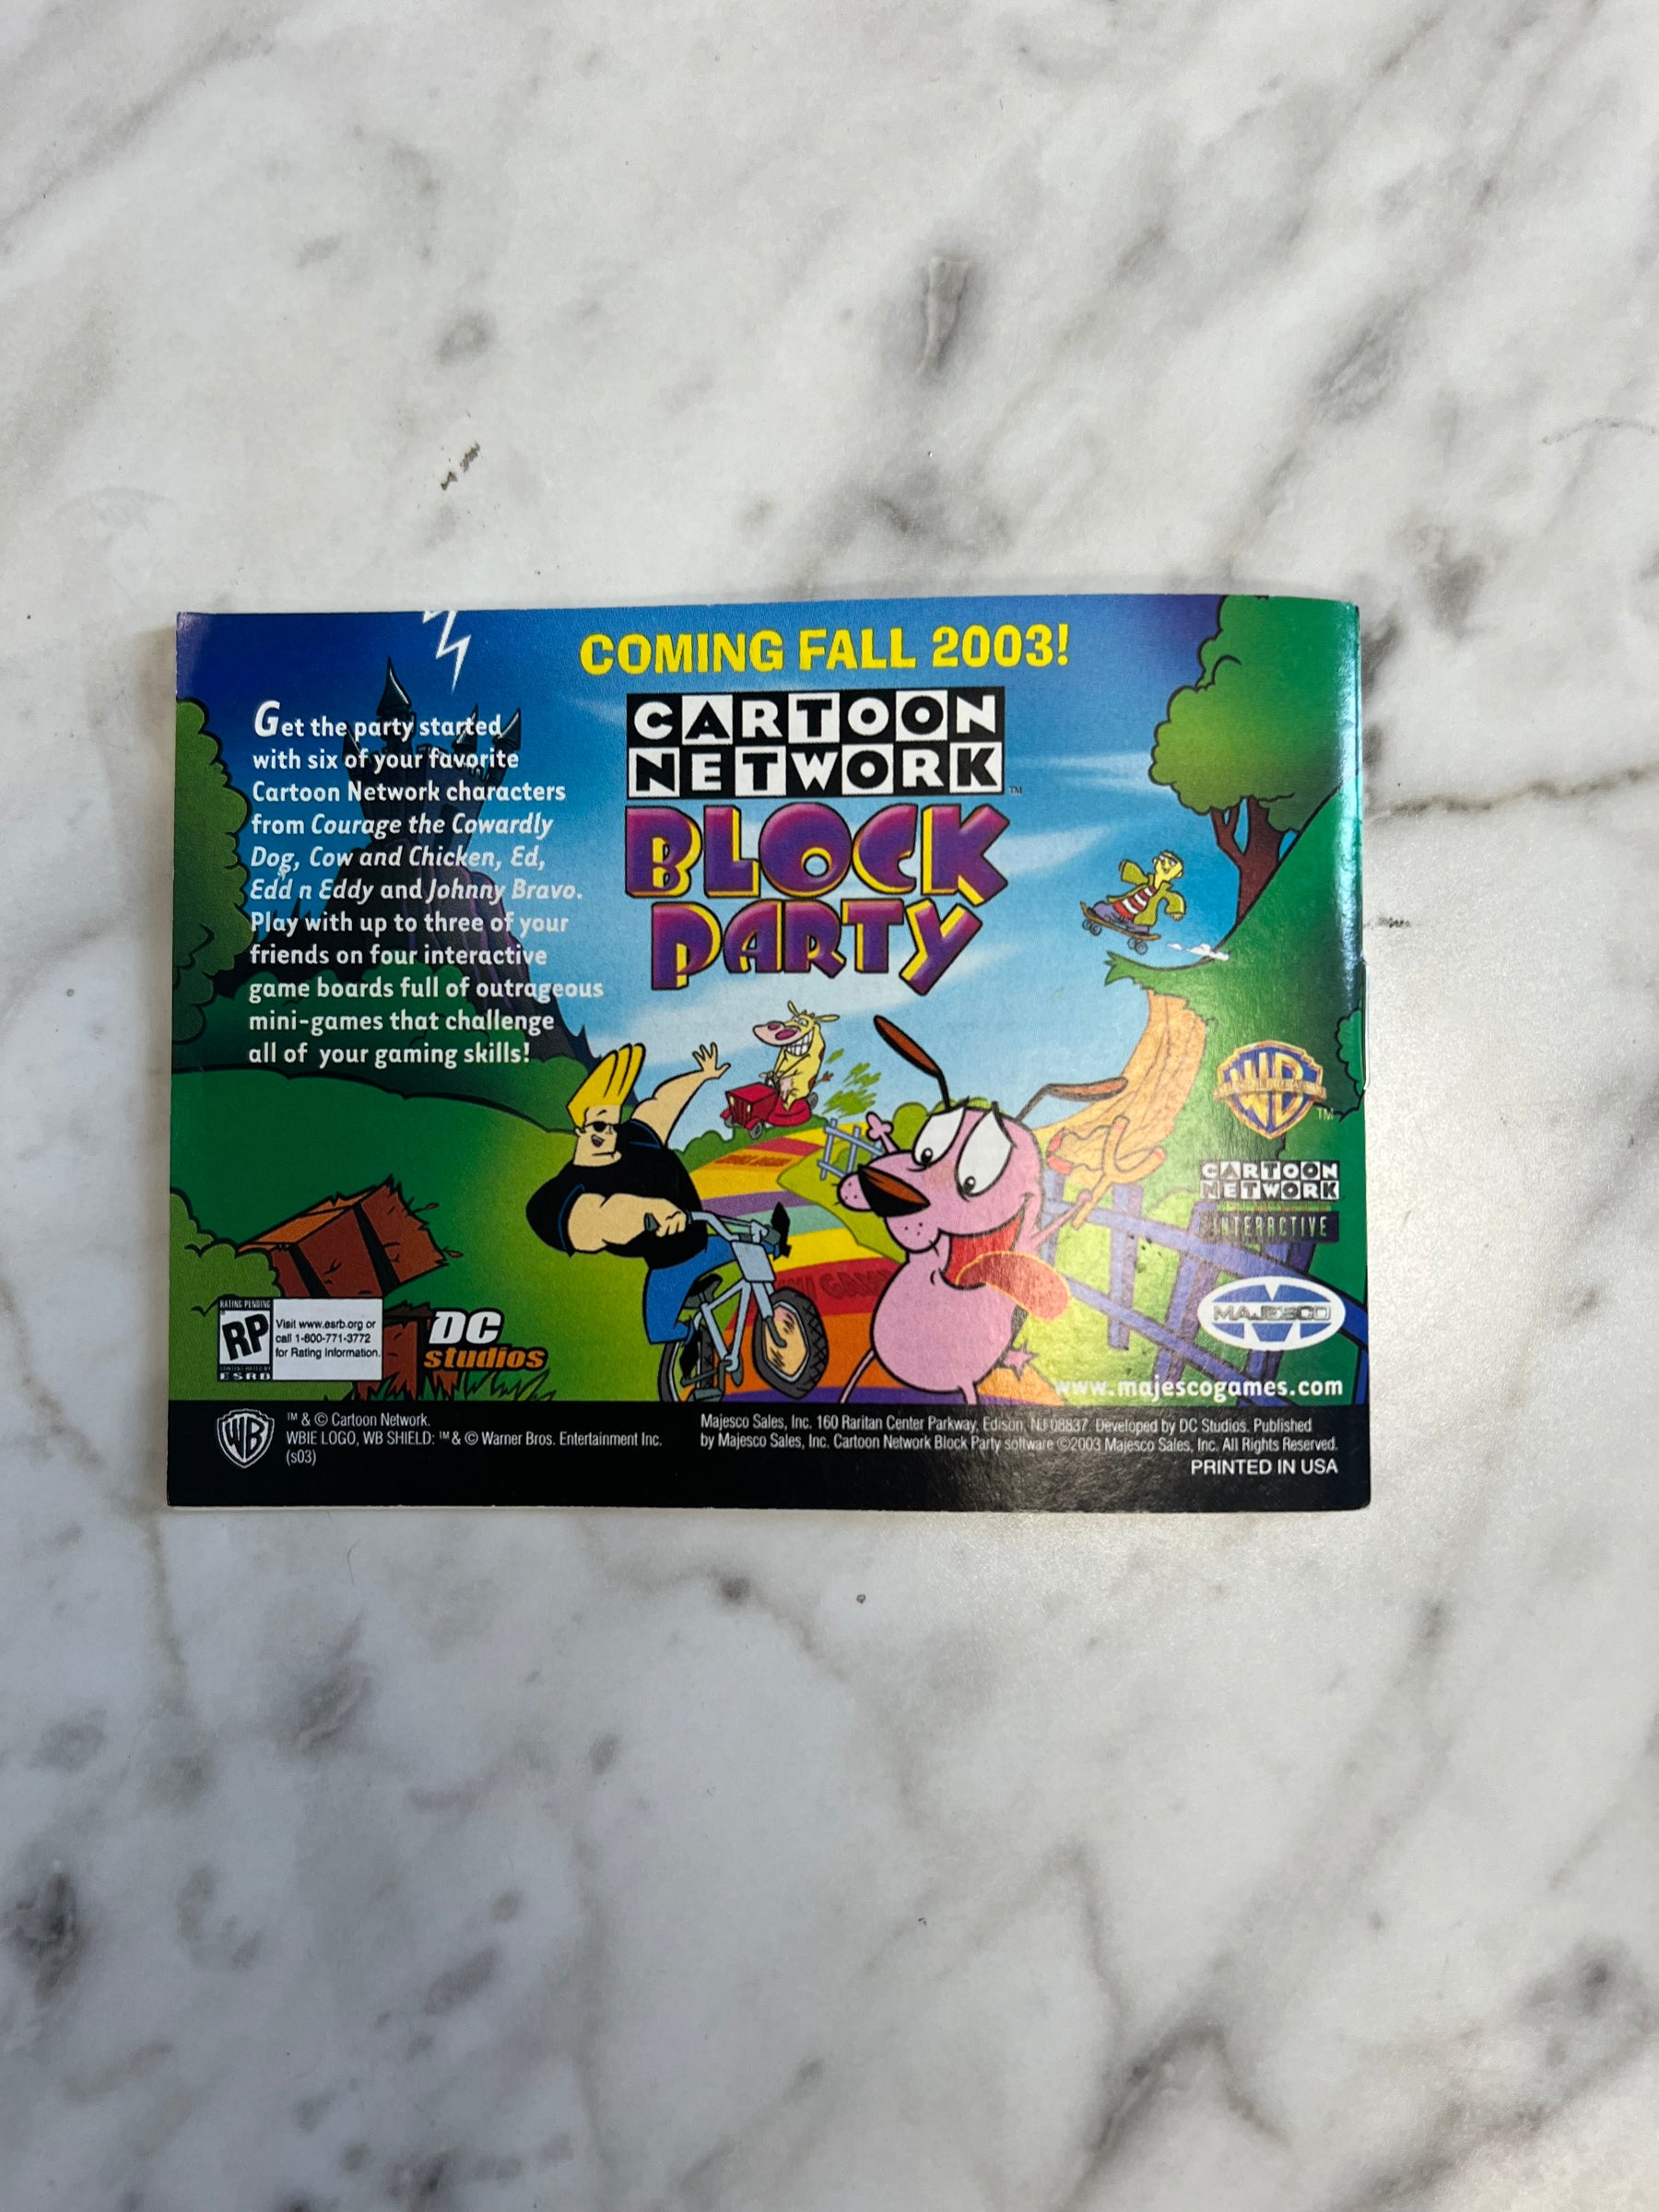 COMING FALL 2003!
CARTOON
NETWORK
TM
BLOCK
PARTY
Get the party started
with six of your favorite
Cartoon Network characters
from Courage the Cowardly
Dog, Cow and Chicken, Ed,
Edd n Eddy and Johnny Bravo.
Play with up to three of your
friends on four interactive
game boards full of outrageous
mini-games that challenge
all of your gaming skills!
WB
TM
CARTOON
NETWORK
INTERACTIVE
MAJESCO
www.majescogames.com
RATING PENDING
RP
ESRB
Visit www.esrb.org or
call 1-800-771-3772
for Rating Information.
DC
studios
WB
™ & © Cartoon Network.
WBIE LOGO, WB SHIELD: ™ & © Warner Bros. Entertainment Inc.
(s03)
Majesco Sales, Inc. 160 Raritan Center Parkway, Edison, NJ 08837. Developed by DC Studios. Published
by Majesco Sales, Inc. Cartoon Network Block Party software ©2003 Majesco Sales, Inc. All Rights Reserved.
PRINTED IN USA